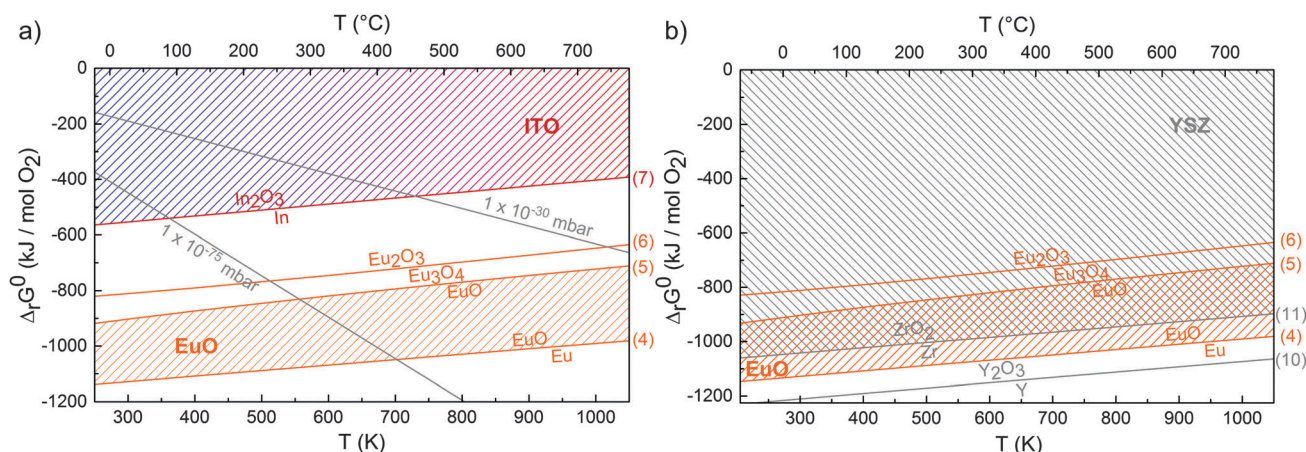 a)
T (°C)
0 100 200 300 400 500 600 700
0
-200
-400
-600
-800
-1000
-1200
ΔrG⁰ (kJ / mol O₂)
ITO
In₂O₃
In
(7)
1 x 10⁻³⁰ mbar
1 x 10⁻⁷⁵ mbar
(6)
Eu₂O₃
Eu₃O₄
(5)
EuO
EuO
EuO
(4)
Eu
300 400 500 600 700 800 900 1000
T (K)
b)
T (°C)
0 100 200 300 400 500 600 700
0
-200
-400
-600
-800
-1000
-1200
ΔrG⁰ (kJ / mol O₂)
YSZ
(6)
Eu₂O₃
Eu₃O₄
(5)
EuO
ZrO₂
Zr
(11)
EuO
(4)
Eu
EuO
Y₂O₃
Y
(10)
300 400 500 600 700 800 900 1000
T (K)